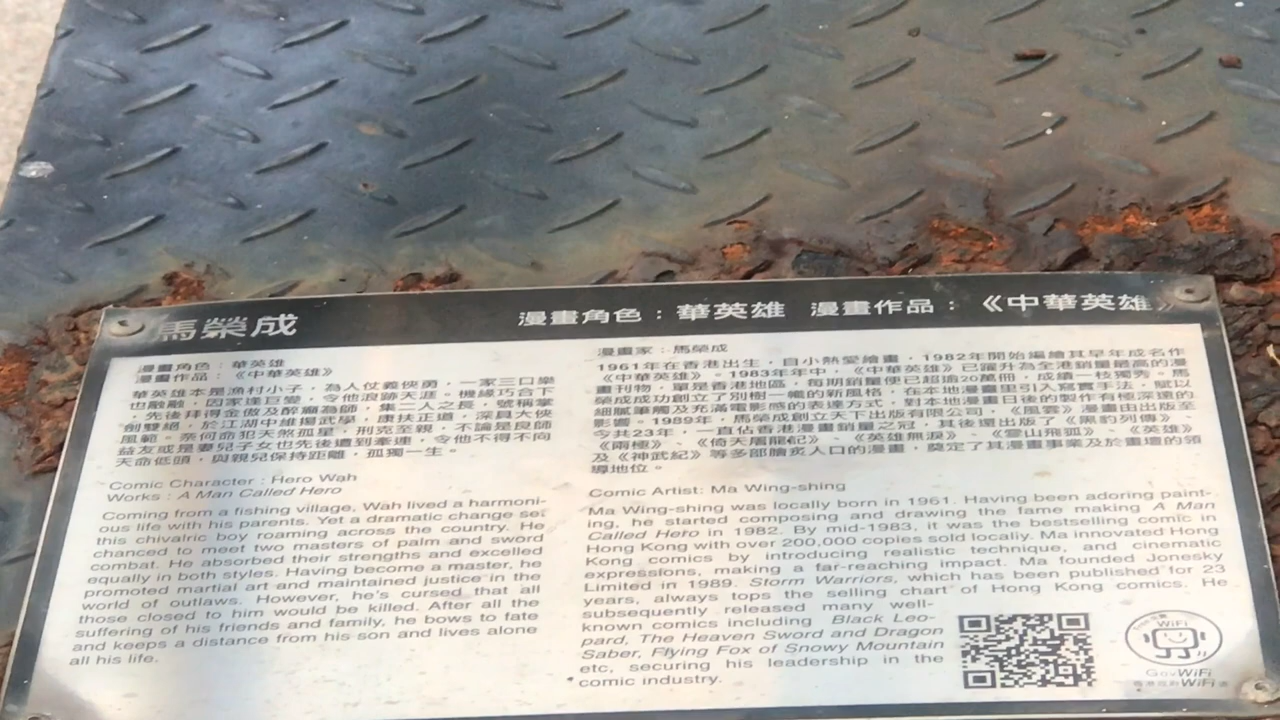 馬榮成
漫畫角色：華英雄 漫畫作品：《中華英雄》
漫畫角色：華英雄
漫畫作品：《中華英雄》
華英雄本是漁村小子，為人仗義俠勇，一家三口樂
也融融，因家逢巨變，令他浪跡天涯。機緣巧合下
，先後拜得金傲及醉顧為師，集二人之長，號稱掌
劍雙絕，於江湖中維揚武學，康扶正應，深具大俠
風範。奈何命犯天煞孤星，刑剋至親，不論是良師
益友或是妻兒子女也先後遭到牽連，令他不得不向
天命低頭，與親兒保持距離，孤獨一生。
Comic Character : Hero Wah
Works : A Man Called Hero
Coming from a fishing village, Wah lived a harmoni-
ous life with his parents. Yet a dramatic change set
this chivalric boy roaming across the country. He
chanced to meet two masters of palm and sword
combat. He absorbed their strengths and excelled
equally in both styles. Having become a master, he
promoted martial and maintained justice in the
world of outlaws. However, he's cursed that all
those closed to him would be killed. After all the
suffering of his friends and family, he bows to fate
and keeps a distance from his son and lives alone
all his life.
漫畫家：馬榮成
1961年在香港出生，自小熱愛繪畫，1982年開始編繪其早年成名作
《中華英雄》。1983年年中，《中華英雄》已躍升為全港銷量最高的漫
畫刊物，單是香港地區，每期銷量便已超過20萬冊，成績一枝獨秀。馬
榮成成功創立了別樹一幟的新風格，在本地漫畫中引入寫實手法，賦以
細膩筆觸及充滿電影感的表達方式，對本地漫畫日後的製作有極深遠的
影響。1989年，馬榮成創立天下出版有限公司，《風雲》漫畫由出版至
今共23年，一直佔香港漫畫銷量之冠，其後還出版了《黑豹列傳》、
《兩極》、《倚天屠龍記》、《英雄無淚》、《雪山飛狐》、《英雄》
及《神武紀》等多部膾炙人口的漫畫，奠定了其漫畫事業及於畫壇的領
導地位。
Comic Artist: Ma Wing-shing
Ma Wing-shing was locally born in 1961. Having been adoring paint-
ing, he started composing and drawing the fame making A Man
Called Hero in 1982. By mid-1983, it was the bestselling comic in
Hong Kong with over 200,000 copies sold locally. Ma innovated Hong
Kong comics by introducing realistic technique, and cinematic
expressions, making a far-reaching impact. Ma founded Jonesky
Limited in 1989. Storm Warriors, which has been published for 23
years, always tops the selling chart of Hong Kong comics. He
subsequently released many well-
known comics including Black Leo-
pard, The Heaven Sword and Dragon
Saber, Flying Fox of Snowy Mountain
etc, securing his leadership in the
comic industry.
WiFi
GovWiFi
香港政府WiFi通